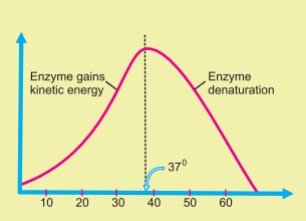 Enzyme gains
kinetic energy
Enzyme
denaturation
37⁰
10 20 30 40 50 60